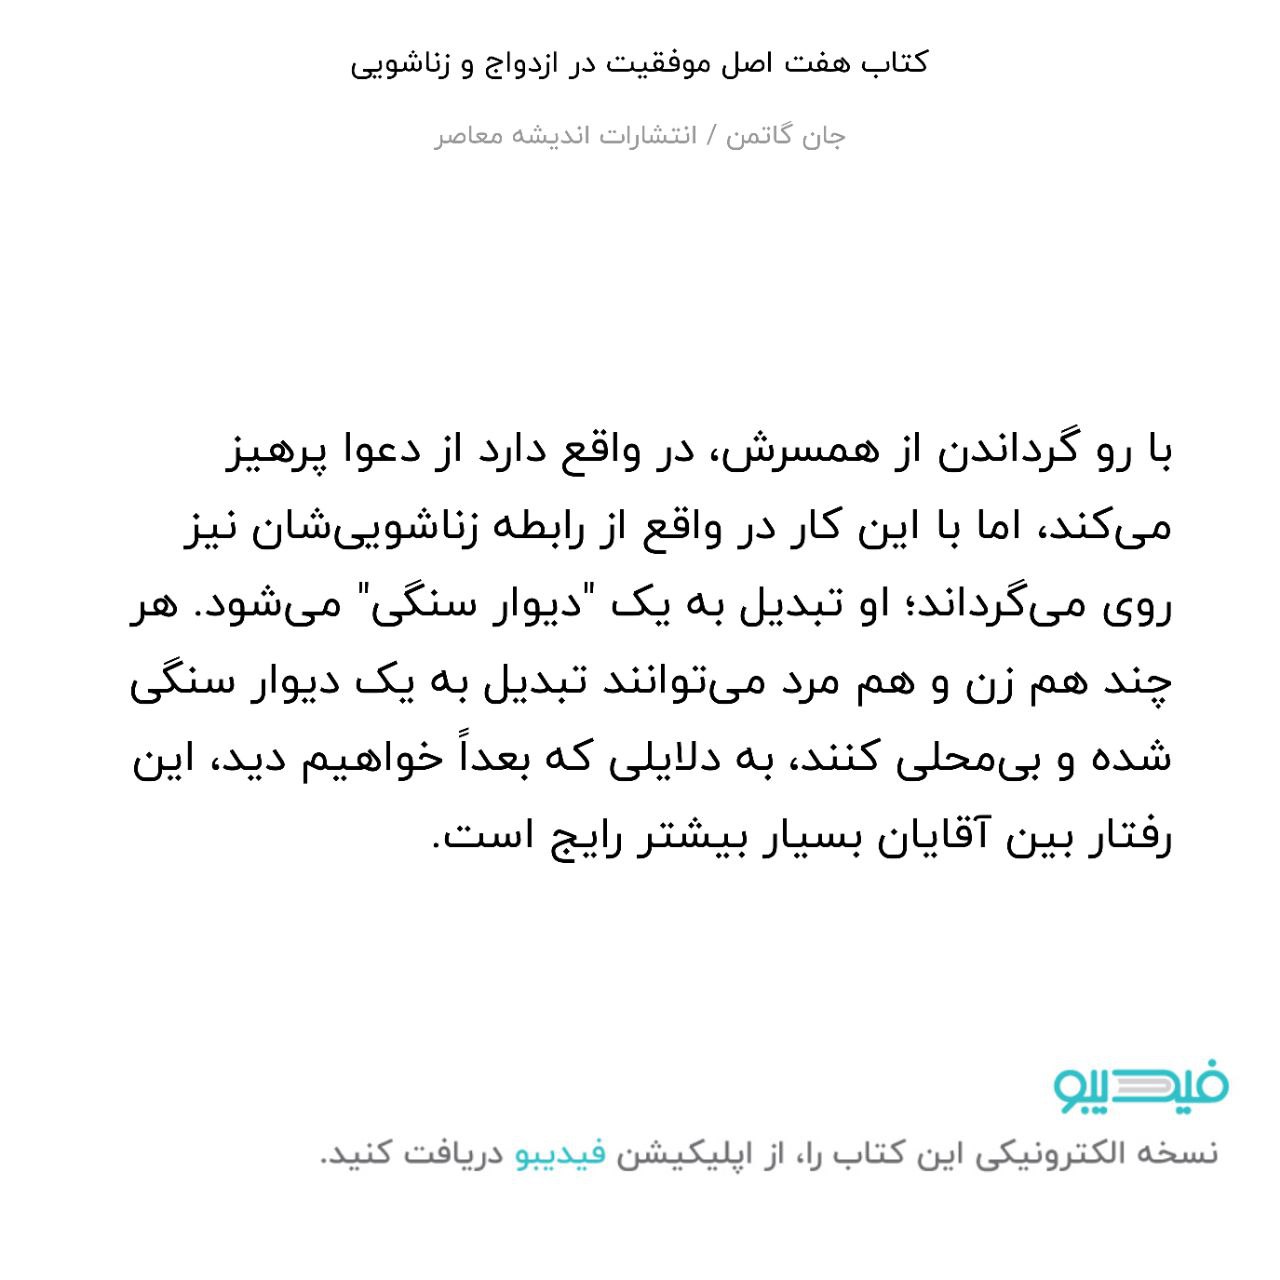 کتاب هفت اصل موفقیت در ازدواج و زناشویی
جان گاتمن / انتشارات اندیشه معاصر
با رو گرداندن از همسرش، در واقع دارد از دعوا پرهیز
می‌کند، اما با این کار در واقع از رابطه زناشویی‌شان نیز
روی می‌گرداند؛ او تبدیل به یک "دیوار سنگی" می‌شود. هر
چند هم زن و هم مرد می‌توانند تبدیل به یک دیوار سنگی
شده و بی‌محلی کنند، به دلایلی که بعداً خواهیم دید، این
رفتار بین آقایان بسیار بیشتر رایج است.
فیدیبو
نسخه الکترونیکی این کتاب را، از اپلیکیشن فیدیبو دریافت کنید.